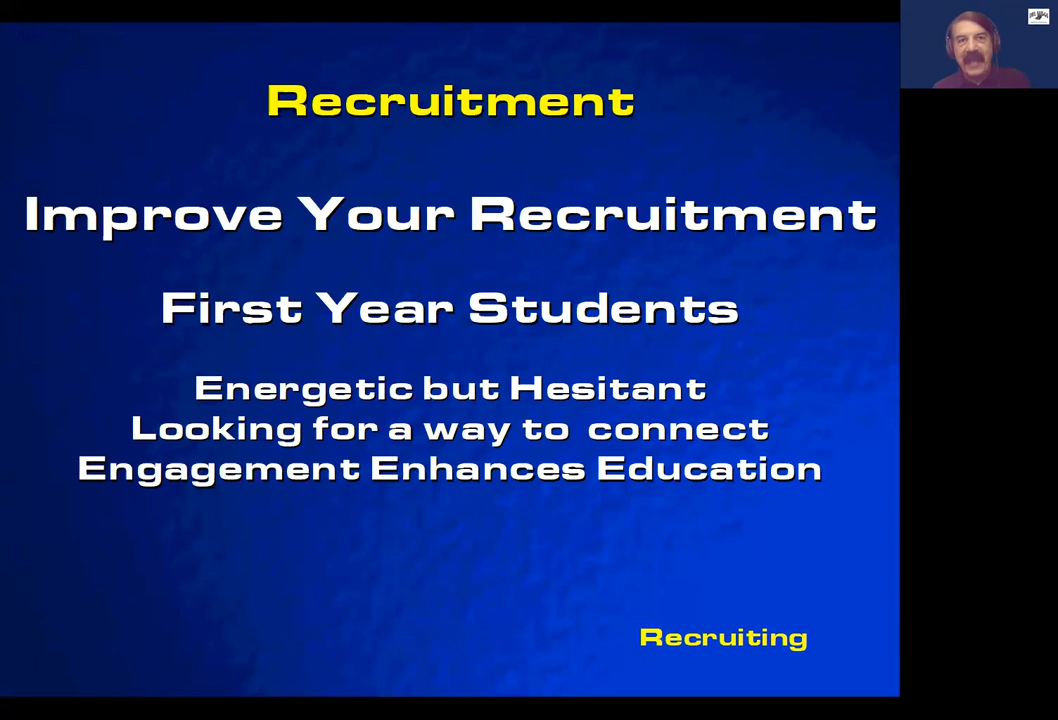 Recruitment
Improve Your Recruitment
First Year Students
Energetic but Hesitant
Looking for a way to connect
Engagement Enhances Education
Recruiting